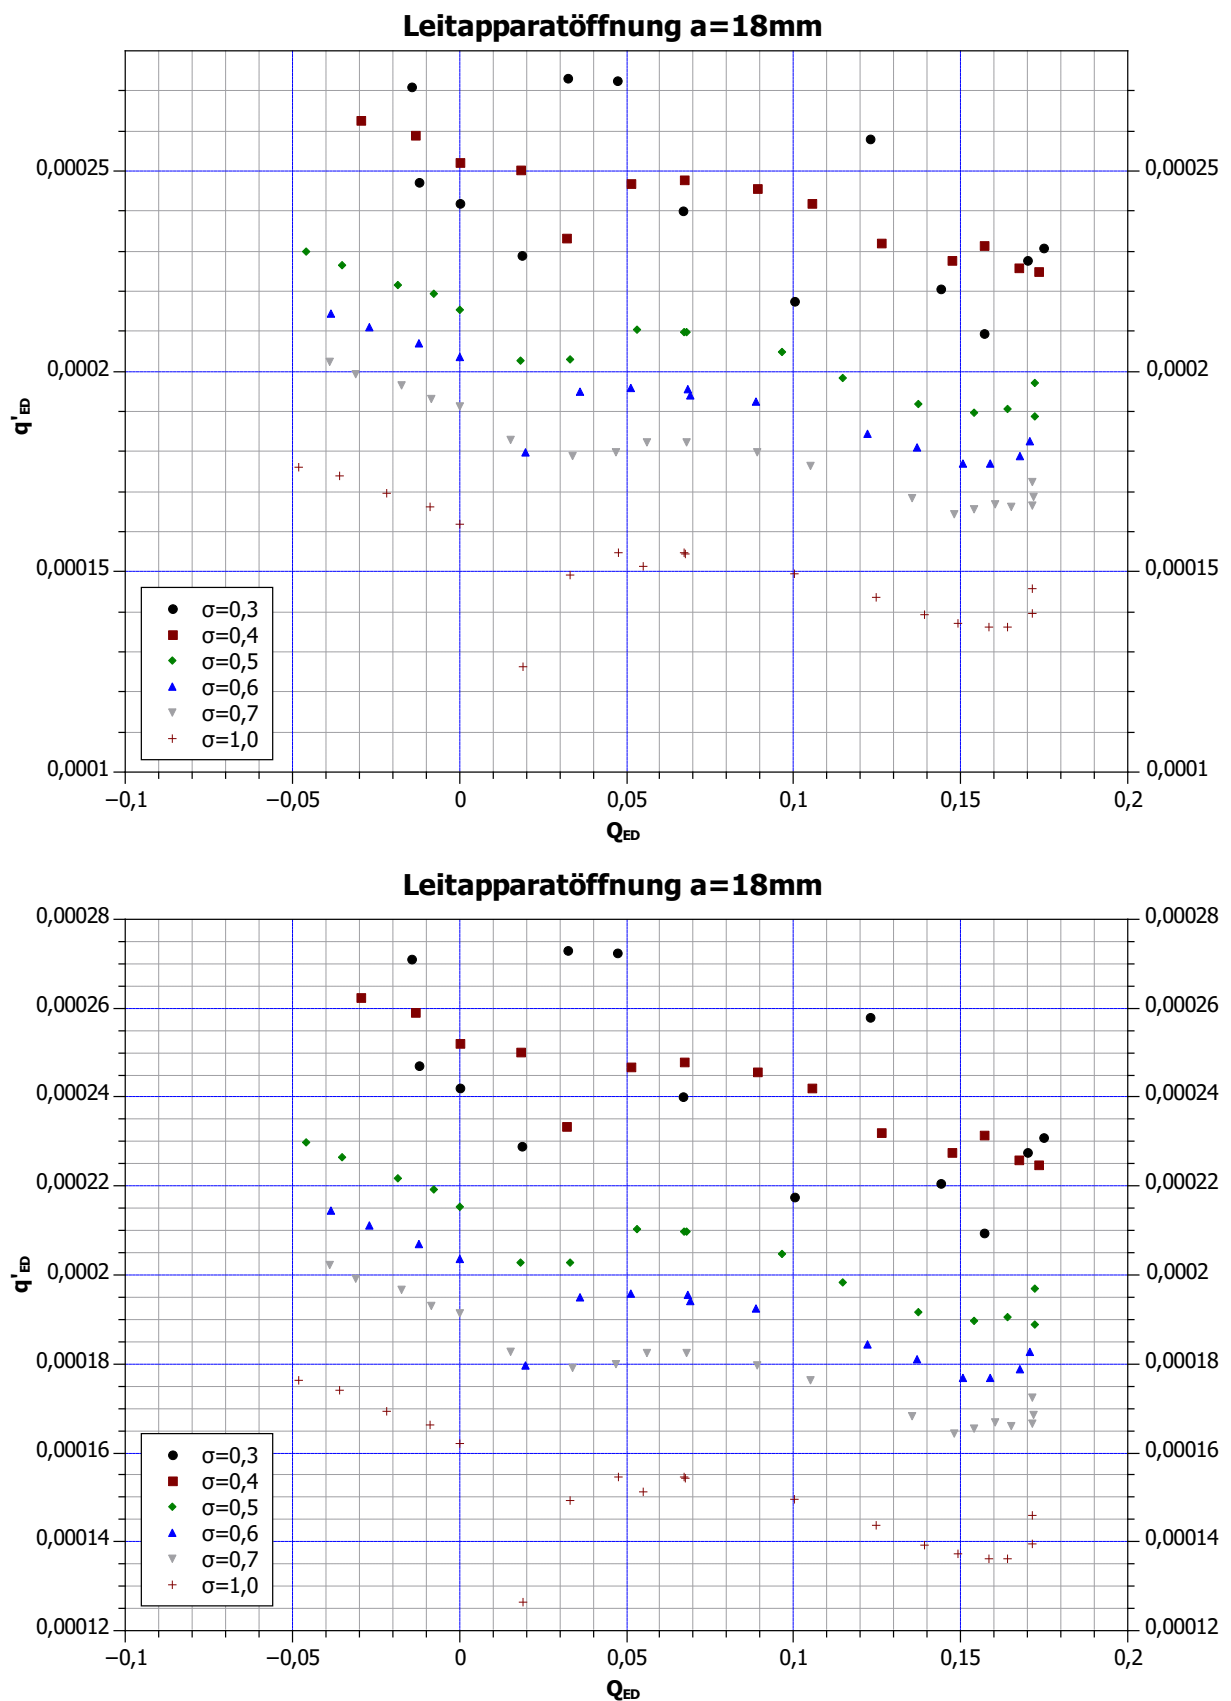 Leitapparatöffnung a=18mm
0,00025 0,00025
0,0002 0,0002
q'ED
0,00015 0,00015
σ=0,3
σ=0,4
σ=0,5
σ=0,6
σ=0,7
σ=1,0
0,0001 0,0001
−0,1 −0,05 0 0,05 0,1 0,15 0,2
QED
Leitapparatöffnung a=18mm
0,00028 0,00028
0,00026 0,00026
0,00024 0,00024
0,00022 0,00022
0,0002 0,0002
q'ED
0,00018 0,00018
0,00016 0,00016
σ=0,3
σ=0,4
σ=0,5
0,00014 0,00014
σ=0,6
σ=0,7
σ=1,0
0,00012 0,00012
−0,1 −0,05 0 0,05 0,1 0,15 0,2
QED